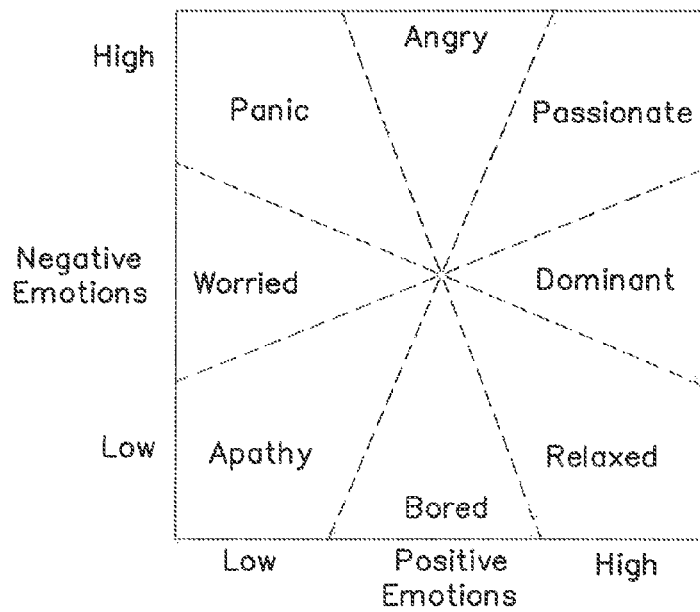 Angry
High
Panic
Passionate
Negative
Emotions
Worried
Dominant
Low
Apathy
Relaxed
Bored
Low
Positive
Emotions
High